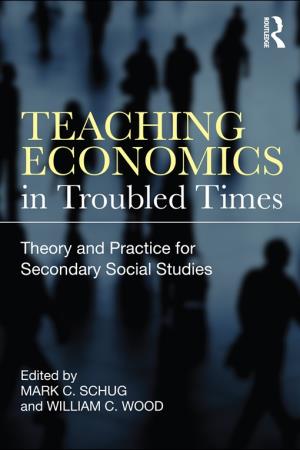 ROUTLEDGE
TEACHING
ECONOMICS
in Troubled Times
Theory and Practice for
Secondary Social Studies
Edited by
MARK C. SCHUG
and WILLIAM C. WOOD